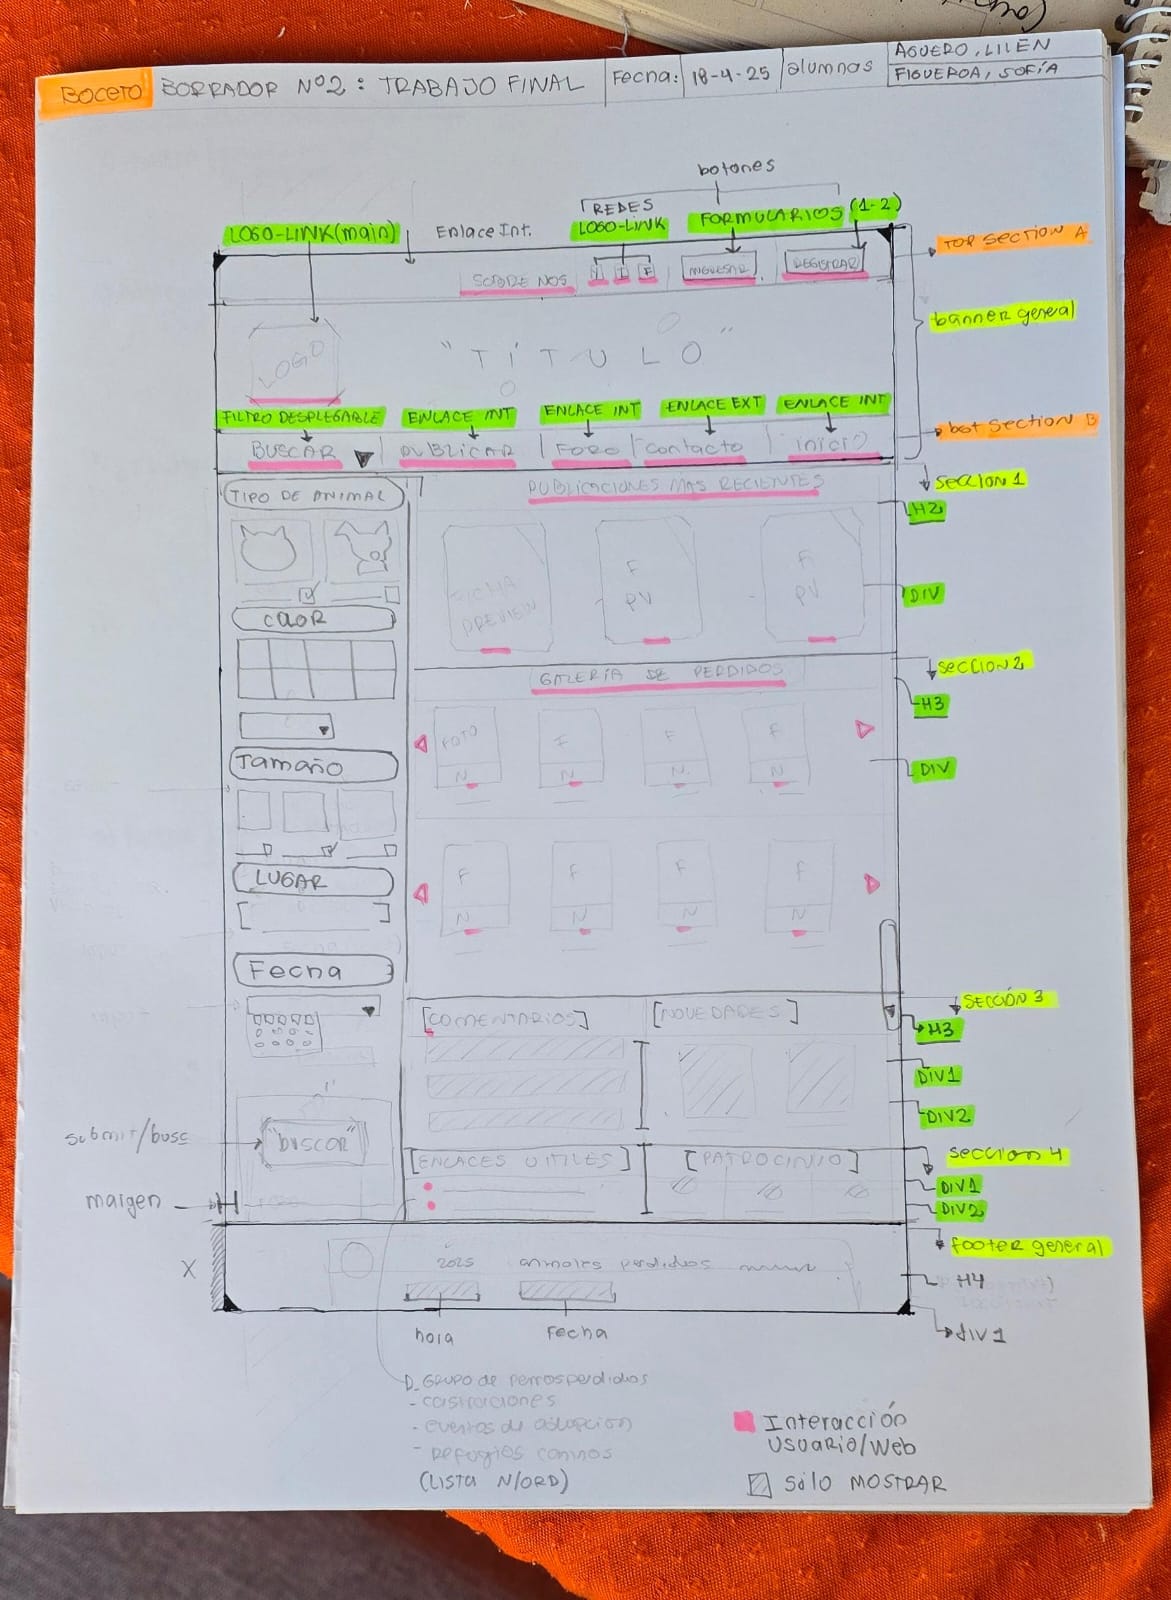 BOCETO BORRADOR Nº2: TRABAJO FINAL
Fecha: 18-4-25
alumnas
AGUERO, LILÉN
FIGUEROA, SOFÍA
botones
REDES
LOGO-LINK(main)
Enlace Int.
LOGO-LINK
FORMULARIOS (1-2)
TOP SECTION A
SOBRE NOS
Y I F
INGRESAR
REGISTRAR
banner general
LOGO
"TÍTULO"
FILTRO DESPLEGABLE
ENLACE INT
ENLACE INT
ENLACE EXT
ENLACE INT
BUSCAR
PUBLICAR
FORO
Contacto
inicio
bot section B
SECCION 1
TIPO DE ANIMAL
PUBLICACIONES MAS RECIENTES
H2
FICHA PREVIEW
F PV
F PV
DIV
COLOR
SECCION 2
GALERÍA DE PERDIDOS
H3
FOTO
F
F
F
N
N
N
N
DIV
Tamaño
F
F
F
F
N
N
N
N
LUGAR
Fecha
SECCIÓN 3
[COMENTARIOS]
[NOVEDADES]
H3
DIV1
DIV2
submit/busc
"BUSCAR"
[ENLACES UTILES]
[PATROCINIO]
seccion 4
DIV1
DIV2
margen
footer general
X
2025 animales perdidos
H4
hora
Fecha
div1
D. GRUPO de perros perdidos
- castraciones
- eventos de adopcion
- REFUGIOS caninos
(LISTA N/ORD)
Interacción
USUARIO/Web
SÓLO MOSTRAR